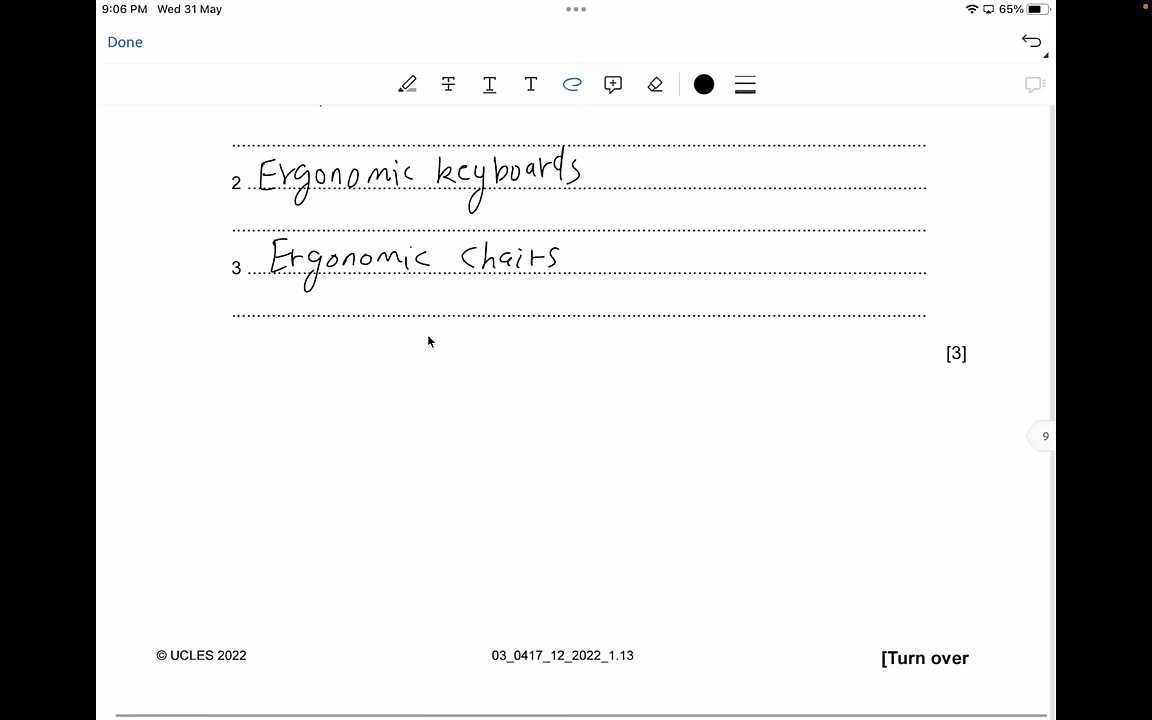 9:06 PM Wed 31 May
65%
Done
2 Ergonomic keyboards
3 Ergonomic Chairs
[3]
9
© UCLES 2022
03_0417_12_2022_1.13
[Turn over